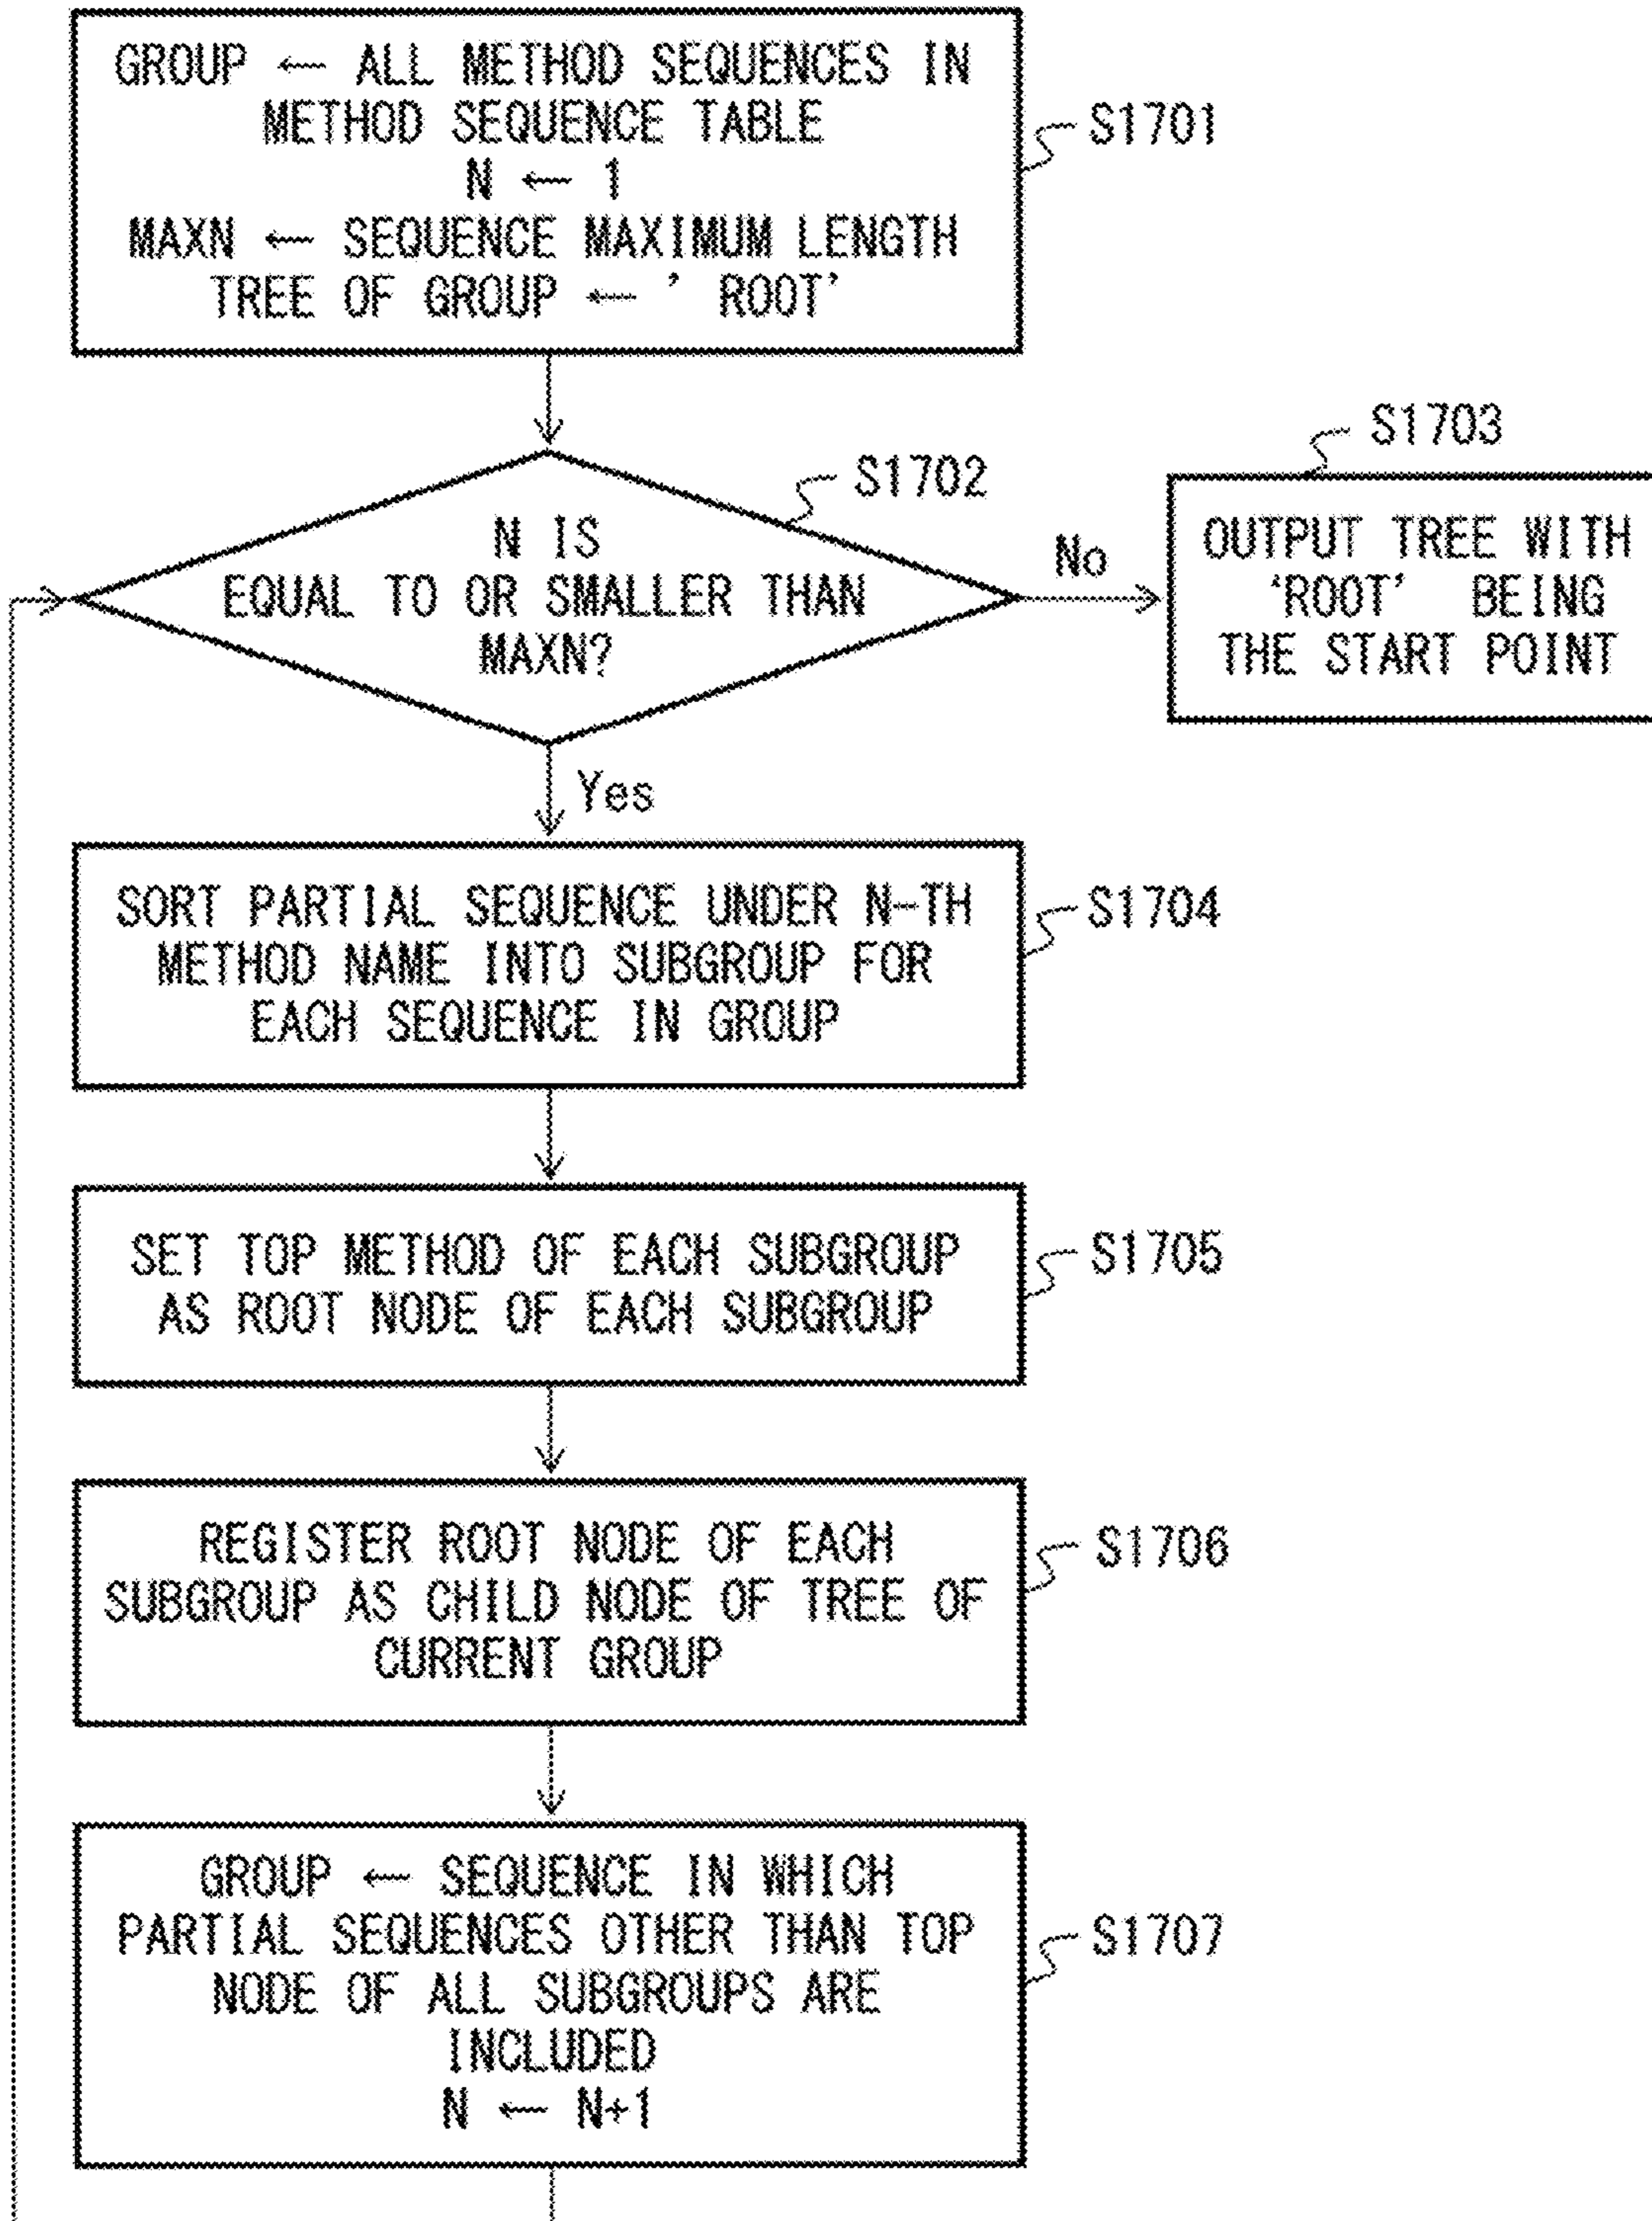 GROUP ← ALL METHOD SEQUENCES IN
METHOD SEQUENCE TABLE
N ← 1
MAXN ← SEQUENCE MAXIMUM LENGTH
TREE OF GROUP ← ' ROOT'
S1701
S1702
N IS
EQUAL TO OR SMALLER THAN
MAXN?
No
S1703
OUTPUT TREE WITH
'ROOT' BEING
THE START POINT
Yes
SORT PARTIAL SEQUENCE UNDER N-TH
METHOD NAME INTO SUBGROUP FOR
EACH SEQUENCE IN GROUP
S1704
SET TOP METHOD OF EACH SUBGROUP
AS ROOT NODE OF EACH SUBGROUP
S1705
REGISTER ROOT NODE OF EACH
SUBGROUP AS CHILD NODE OF TREE OF
CURRENT GROUP
S1706
GROUP ← SEQUENCE IN WHICH
PARTIAL SEQUENCES OTHER THAN TOP
NODE OF ALL SUBGROUPS ARE
INCLUDED
N ← N+1
S1707